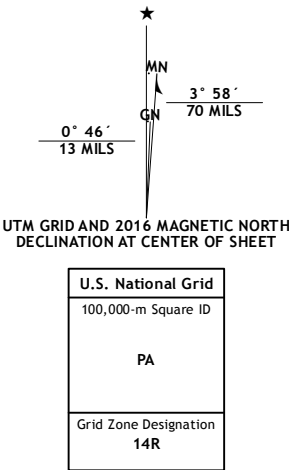 ★
MN
3° 58´
70 MILS
GN
0° 46´
13 MILS
UTM GRID AND 2016 MAGNETIC NORTH
DECLINATION AT CENTER OF SHEET
U.S. National Grid
100,000-m Square ID
PA
Grid Zone Designation
14R